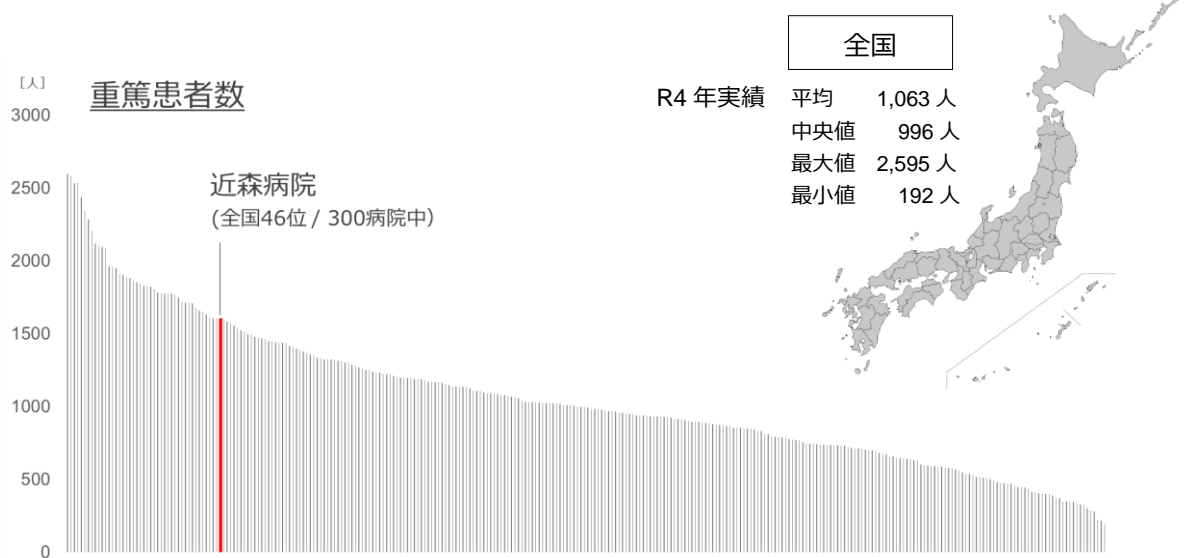 全国
[人]
重篤患者数
R4 年実績 平均 1,063 人
中央値 996 人
最大値 2,595 人
最小値 192 人
3000
2500
2000
1500
1000
500
0
近森病院
(全国46位 / 300病院中)